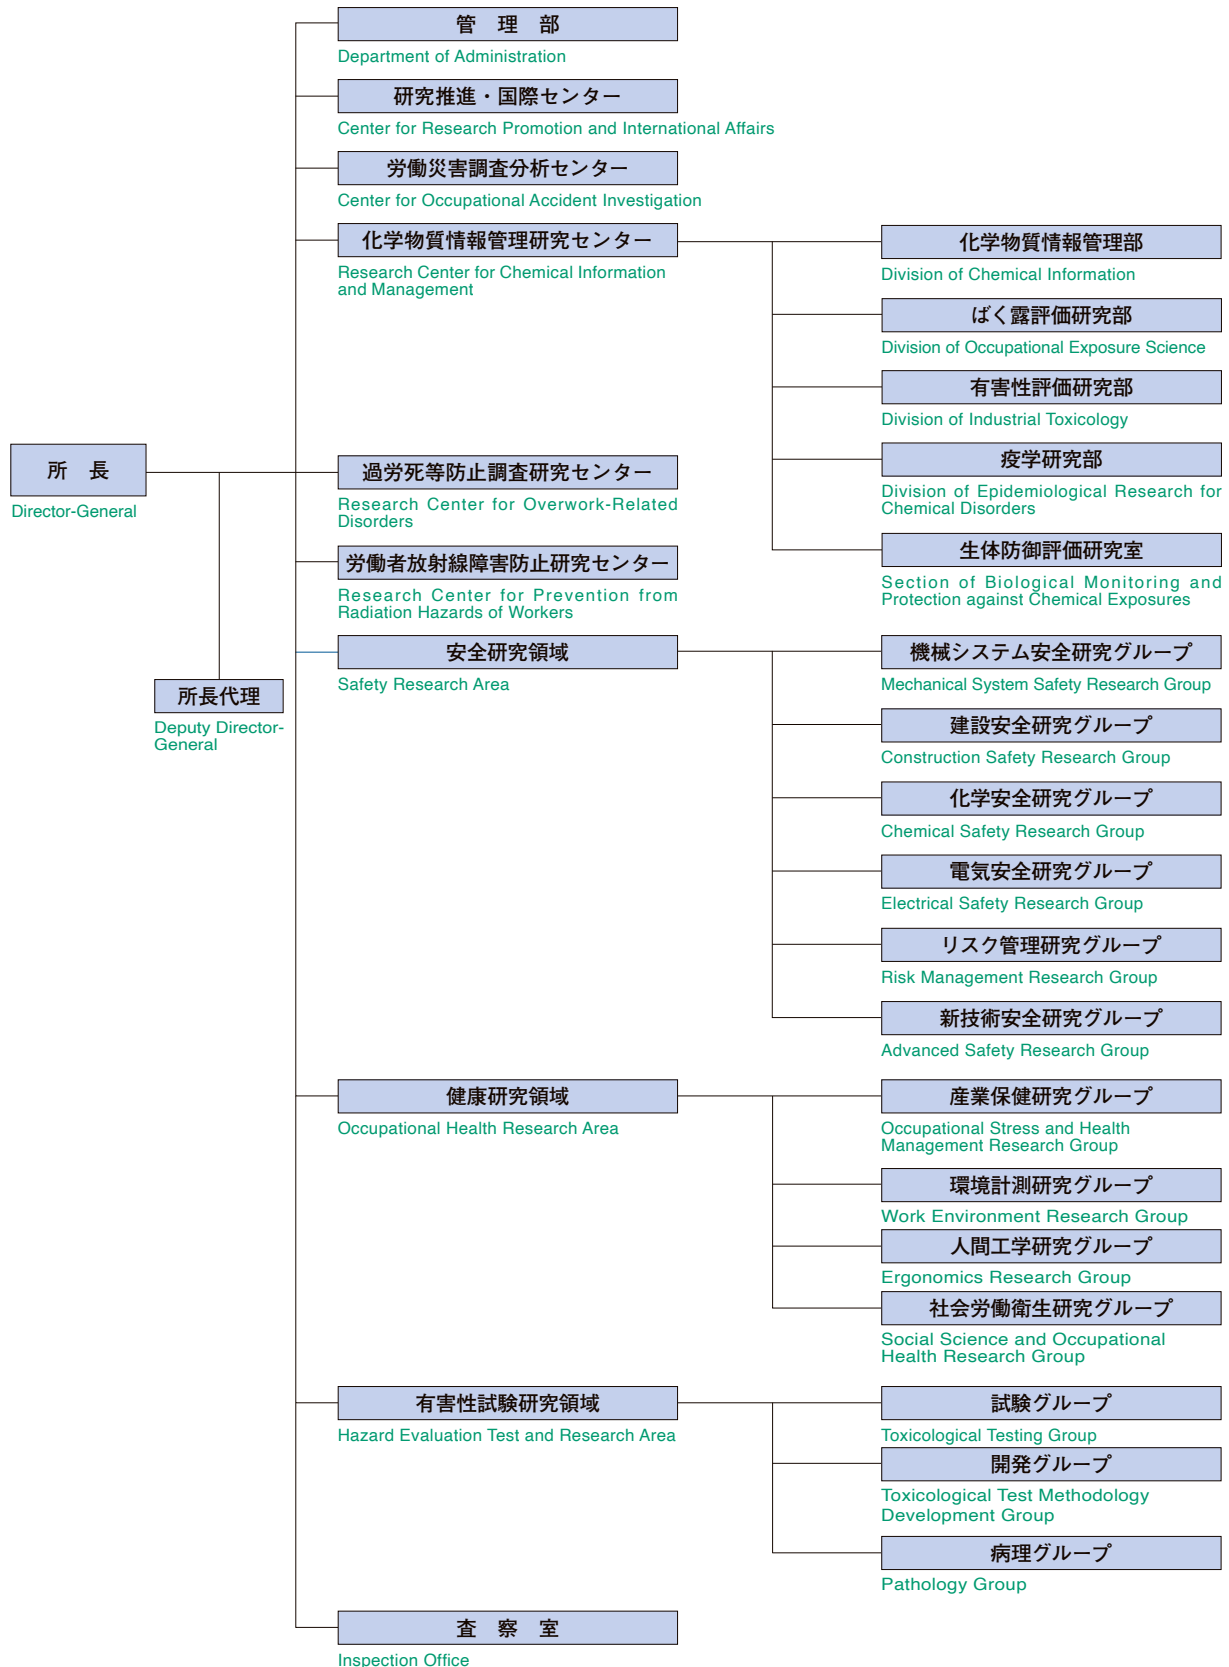 所　長
Director-General
所長代理
Deputy Director-
General
管　理　部
Department of Administration
研究推進・国際センター
Center for Research Promotion and International Affairs
労働災害調査分析センター
Center for Occupational Accident Investigation
化学物質情報管理研究センター
Research Center for Chemical Information
and Management
化学物質情報管理部
Division of Chemical Information
ばく露評価研究部
Division of Occupational Exposure Science
有害性評価研究部
Division of Industrial Toxicology
疫学研究部
Division of Epidemiological Research for
Chemical Disorders
生体防御評価研究室
Section of Biological Monitoring and
Protection against Chemical Exposures
過労死等防止調査研究センター
Research Center for Overwork-Related
Disorders
労働者放射線障害防止研究センター
Research Center for Prevention from
Radiation Hazards of Workers
安全研究領域
Safety Research Area
機械システム安全研究グループ
Mechanical System Safety Research Group
建設安全研究グループ
Construction Safety Research Group
化学安全研究グループ
Chemical Safety Research Group
電気安全研究グループ
Electrical Safety Research Group
リスク管理研究グループ
Risk Management Research Group
新技術安全研究グループ
Advanced Safety Research Group
健康研究領域
Occupational Health Research Area
産業保健研究グループ
Occupational Stress and Health
Management Research Group
環境計測研究グループ
Work Environment Research Group
人間工学研究グループ
Ergonomics Research Group
社会労働衛生研究グループ
Social Science and Occupational
Health Research Group
有害性試験研究領域
Hazard Evaluation Test and Research Area
試験グループ
Toxicological Testing Group
開発グループ
Toxicological Test Methodology
Development Group
病理グループ
Pathology Group
査　察　室
Inspection Office